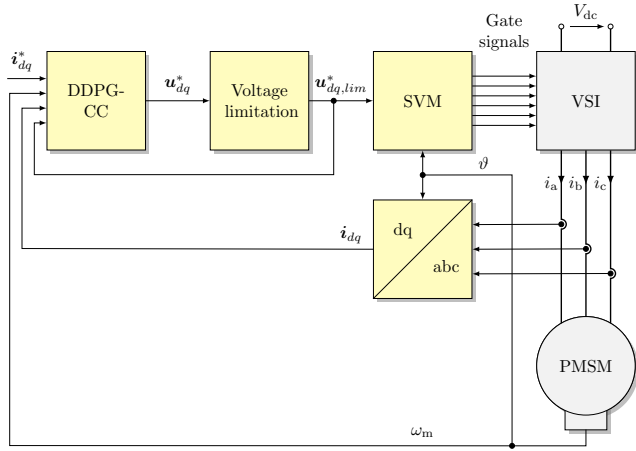 Gate
signals
V_dc
i*_dq
DDPG-
CC
u*_dq
Voltage
limitation
u*_dq,lim
SVM
VSI
ϑ
i_a
i_b
i_c
i_dq
dq
abc
PMSM
ω_m